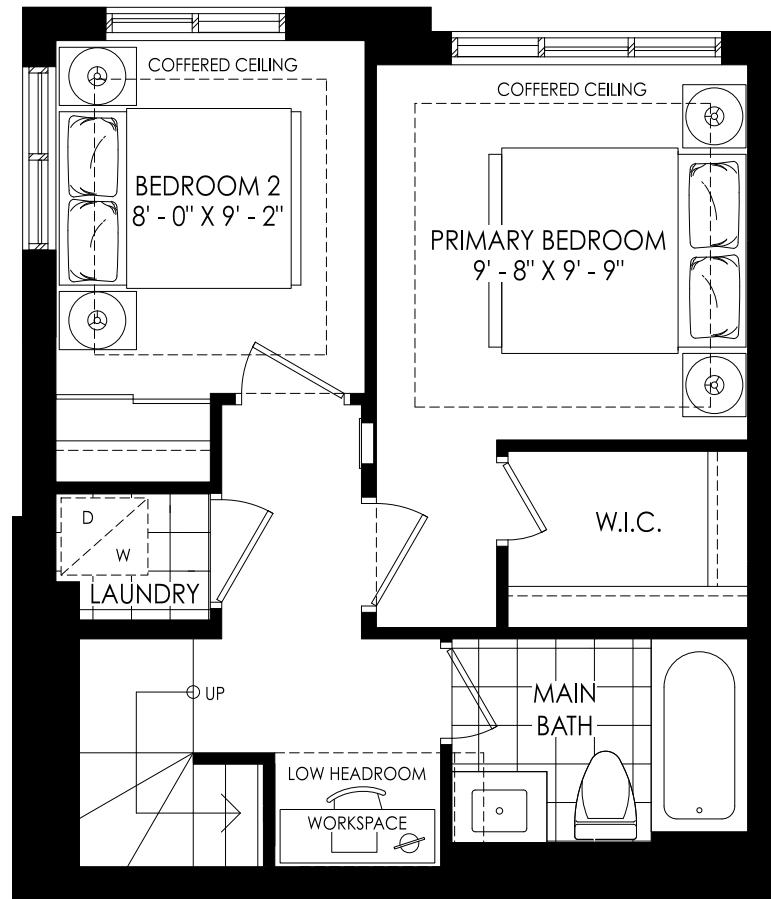 COFFERED CEILING
BEDROOM 2
8' - 0" X 9' - 2"
COFFERED CEILING
PRIMARY BEDROOM
9' - 8" X 9' - 9"
W.I.C.
D
W
LAUNDRY
UP
MAIN
BATH
LOW HEADROOM
WORKSPACE